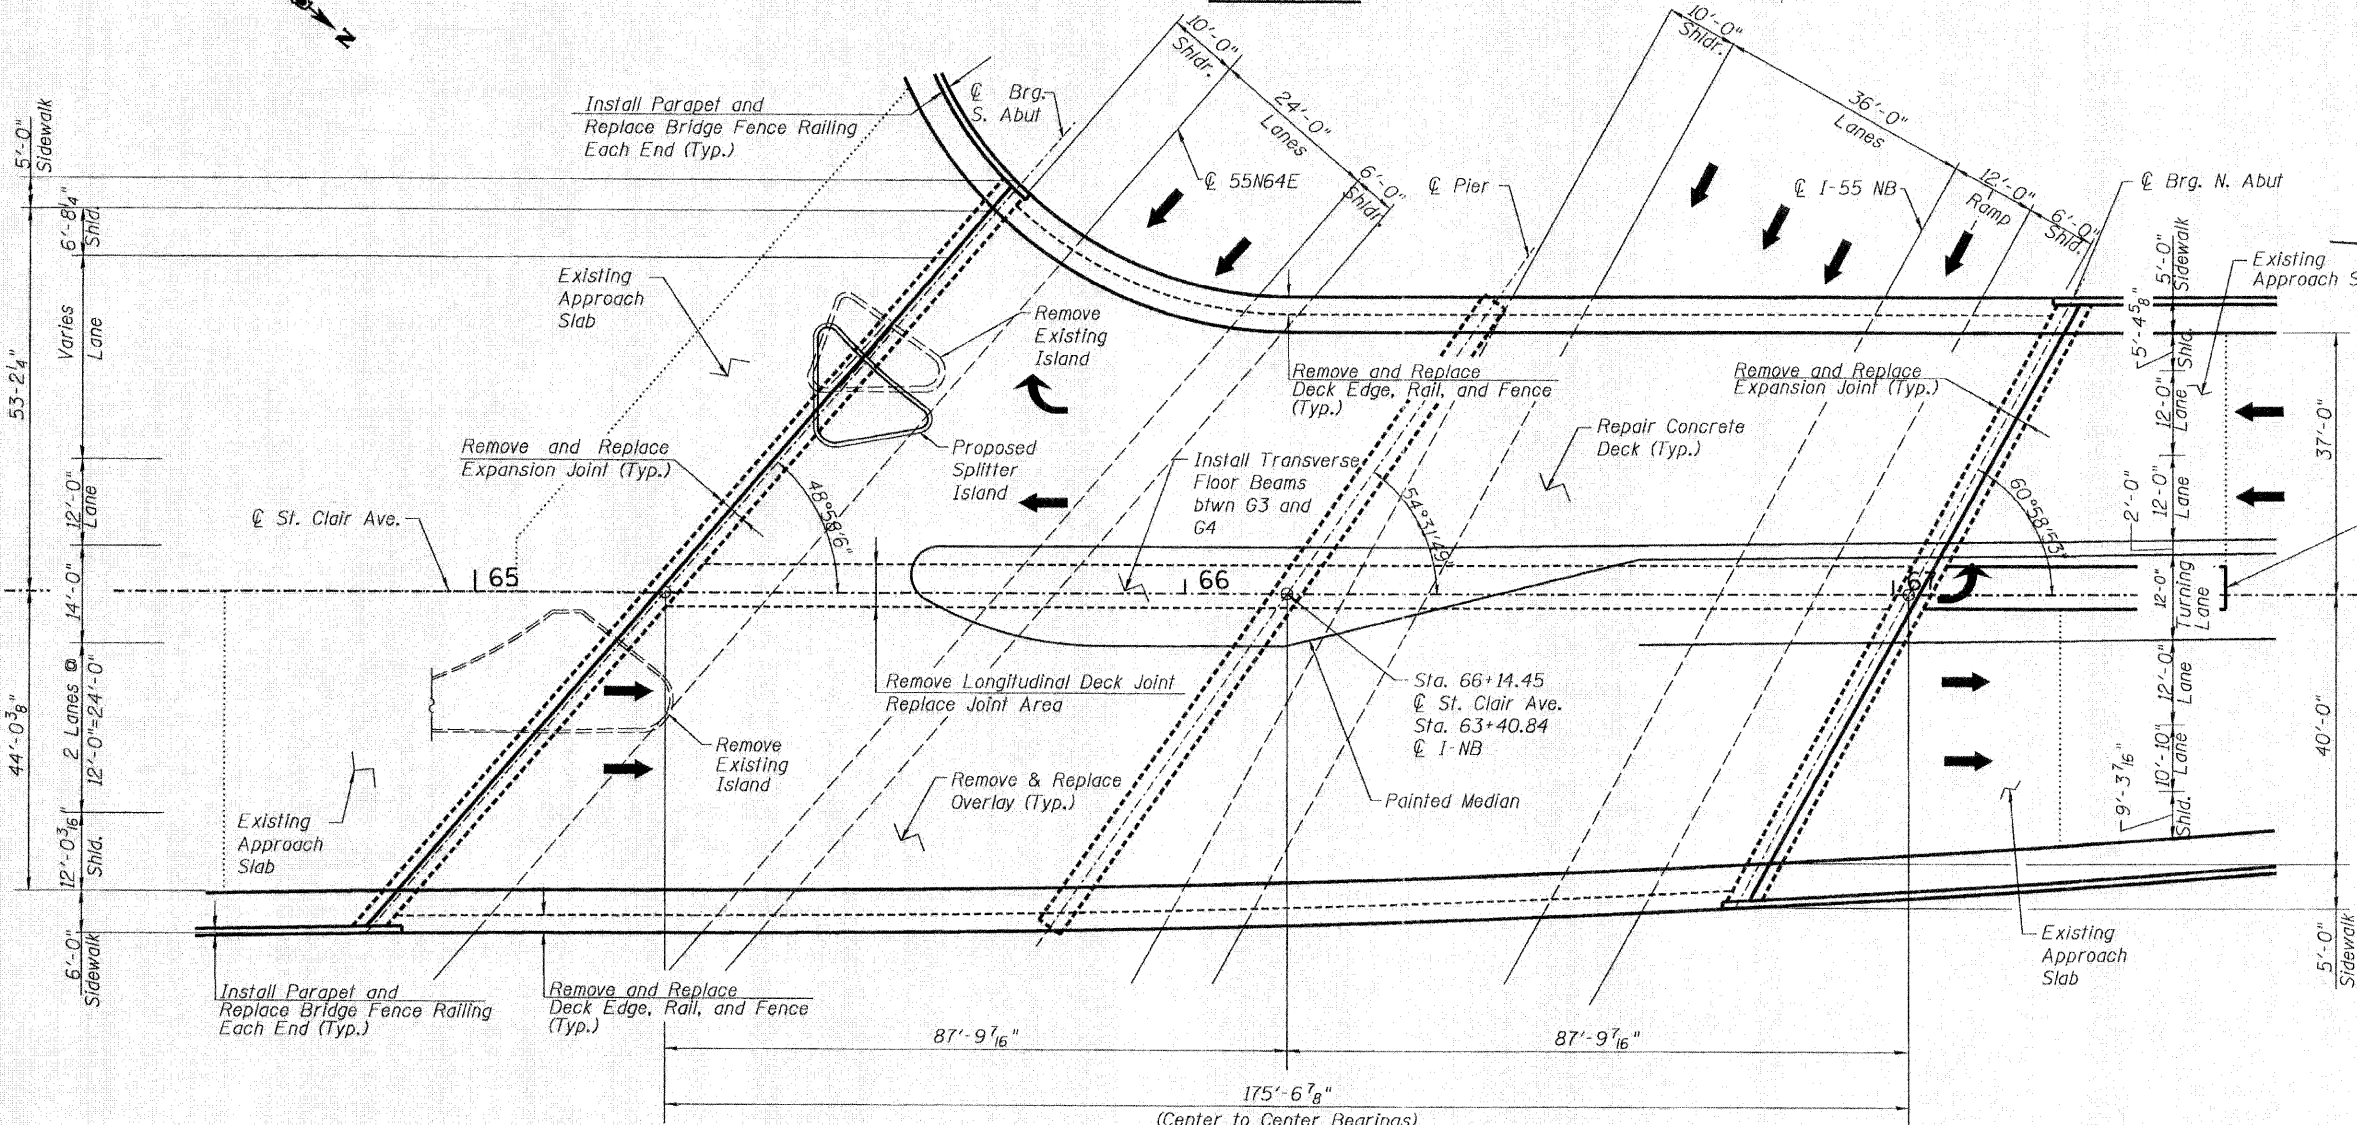 N
10'-0"
Shldr.
24'-0"
Lanes
6'-0"
Shldr.
10'-0"
Shldr.
36'-0"
Lanes
12'-0"
Ramp
6'-0"
Shld.
Install Parapet and
Replace Bridge Fence Railing
Each End (Typ.)
℄ Brg.
S. Abut
℄ 55N64E
℄ Pier
℄ I-55 NB
℄ Brg. N. Abut
5'-0"
Sidewalk
6'-8¼"
Shld.
Varies
Lane
53-2¼"
12'-0"
Lane
14'-0"
2 Lanes @
12'-0"=24'-0"
44'-0⅜"
12'-0 3/16"
Shld.
6'-0"
Sidewalk
Existing
Approach
Slab
Remove
Existing
Island
Remove and Replace
Deck Edge, Rail, and Fence
(Typ.)
Remove and Replace
Expansion Joint (Typ.)
Existing
Approach S
5'-0"
Sidewalk
5'-4⅝"
Shld.
12-0"
Lane
12-0"
Lane
2'-0"
12-0"
Turning
Lane
12'-0"
Lane
10'-10"
Lane
9'-3 7/16"
Shld.
37'-0"
40'-0"
5'-0"
Sidewalk
Remove and Replace
Expansion Joint (Typ.)
Proposed
Splitter
Island
Install Transverse
Floor Beams
btwn G3 and
G4
Repair Concrete
Deck (Typ.)
48°58'6"
54°31'49"
60°58'53"
℄ St. Clair Ave.
65
66
Remove Longitudinal Deck Joint
Replace Joint Area
Sta. 66+14.45
℄ St. Clair Ave.
Sta. 63+40.84
℄ I-NB
Remove
Existing
Island
Remove & Replace
Overlay (Typ.)
Painted Median
Existing
Approach
Slab
Existing
Approach
Slab
Install Parapet and
Replace Bridge Fence Railing
Each End (Typ.)
Remove and Replace
Deck Edge, Rail, and Fence
(Typ.)
87'-9 7/16"
87'-9 7/16"
175'-6⅞"
(Center to Center Bearings)